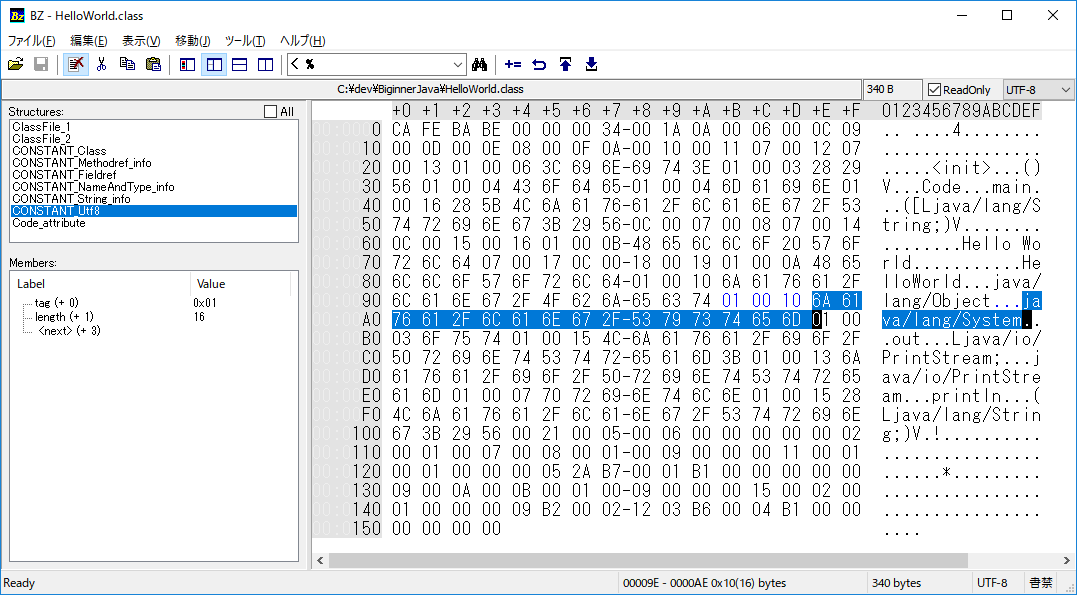 BZ - HelloWorld.class
ファイル(F) 編集(E) 表示(V) 移動(J) ツール(T) ヘルプ(H)
< %
C:¥dev¥BiginnerJava¥HelloWorld.class 340 B ReadOnly UTF-8
Structures: All
ClassFile_1
ClassFile_2
CONSTANT_Class
CONSTANT_Methodref_info
CONSTANT_Fieldref
CONSTANT_NameAndType_info
CONSTANT_String_info
CONSTANT_Utf8
Code_attribute
Members:
Label Value
tag (+ 0) 0x01
length (+ 1) 16
<next> (+ 3)
+0 +1 +2 +3 +4 +5 +6 +7 +8 +9 +A +B +C +D +E +F 0123456789ABCDEF
0 CA FE BA BE 00 00 00 34-00 1A 0A 00 06 00 0C 09 .. ....4........
10 00 0D 00 0E 08 00 0F 0A-00 10 00 11 07 00 12 07 ................
20 00 13 01 00 06 3C 69 6E-69 74 3E 01 00 03 28 29 .....<init>...()
30 56 01 00 04 43 6F 64 65-01 00 04 6D 61 69 6E 01 V...Code...main.
40 00 16 28 5B 4C 6A 61 76-61 2F 6C 61 6E 67 2F 53 ..([Ljava/lang/S
50 74 72 69 6E 67 3B 29 56-0C 00 07 00 08 07 00 14 tring;)V........
60 0C 00 15 00 16 01 00 0B-48 65 6C 6C 6F 20 57 6F ........Hello Wo
70 72 6C 64 07 00 17 0C 00-18 00 19 01 00 0A 48 65 rld...........He
80 6C 6C 6F 57 6F 72 6C 64-01 00 10 6A 61 76 61 2F lloWorld...java/
90 6C 61 6E 67 2F 4F 62 6A-65 63 74 01 00 10 6A 61 lang/Object...ja
A0 76 61 2F 6C 61 6E 67 2F-53 79 73 74 65 6D 01 00 va/lang/System..
B0 03 6F 75 74 01 00 15 4C-6A 61 76 61 2F 69 6F 2F .out...Ljava/io/
C0 50 72 69 6E 74 53 74 72-65 61 6D 3B 01 00 13 6A PrintStream;...j
D0 61 76 61 2F 69 6F 2F 50-72 69 6E 74 53 74 72 65 ava/io/PrintStre
E0 61 6D 01 00 07 70 72 69-6E 74 6C 6E 01 00 15 28 am...println...(
F0 4C 6A 61 76 61 2F 6C 61-6E 67 2F 53 74 72 69 6E Ljava/lang/Strin
100 67 3B 29 56 00 21 00 05-00 06 00 00 00 00 00 02 g;)V.!..........
110 00 01 00 07 00 08 00 01-00 09 00 00 00 11 00 01 ................
120 00 01 00 00 00 05 2A B7-00 01 B1 00 00 00 00 00 ......*.........
130 09 00 0A 00 0B 00 01 00-09 00 00 00 15 00 02 00 ................
140 01 00 00 00 09 B2 00 02-12 03 B6 00 04 B1 00 00 ................
150 00 00 00 00 ....
Ready 00009E - 0000AE 0x10(16) bytes 340 bytes UTF-8 書禁